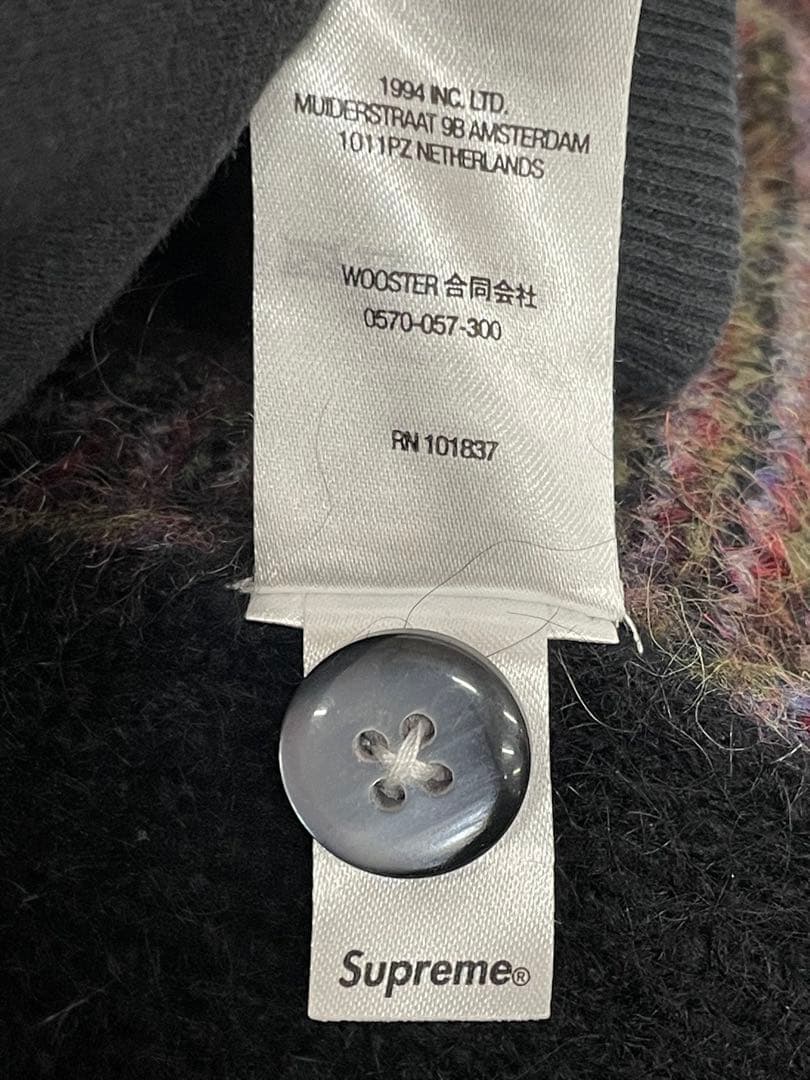 1994 INC. LTD.
MUIDERSTRAAT 9B AMSTERDAM
1011PZ NETHERLANDS
WOOSTER 合同会社
0570-057-300
RN 101837
Supreme®